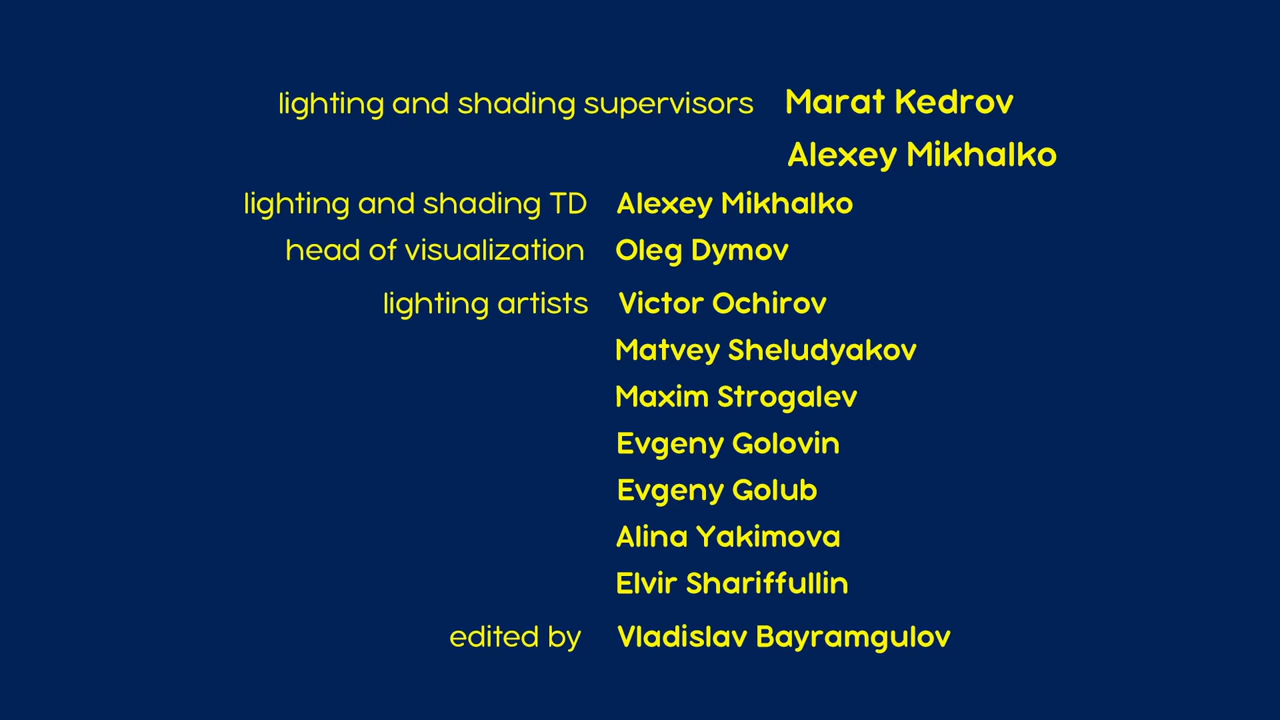 lighting and shading supervisors Marat Kedrov
Alexey Mikhalko
lighting and shading TD Alexey Mikhalko
head of visualization Oleg Dymov
lighting artists Victor Ochirov
Matvey Sheludyakov
Maxim Strogalev
Evgeny Golovin
Evgeny Golub
Alina Yakimova
Elvir Shariffullin
edited by Vladislav Bayramgulov